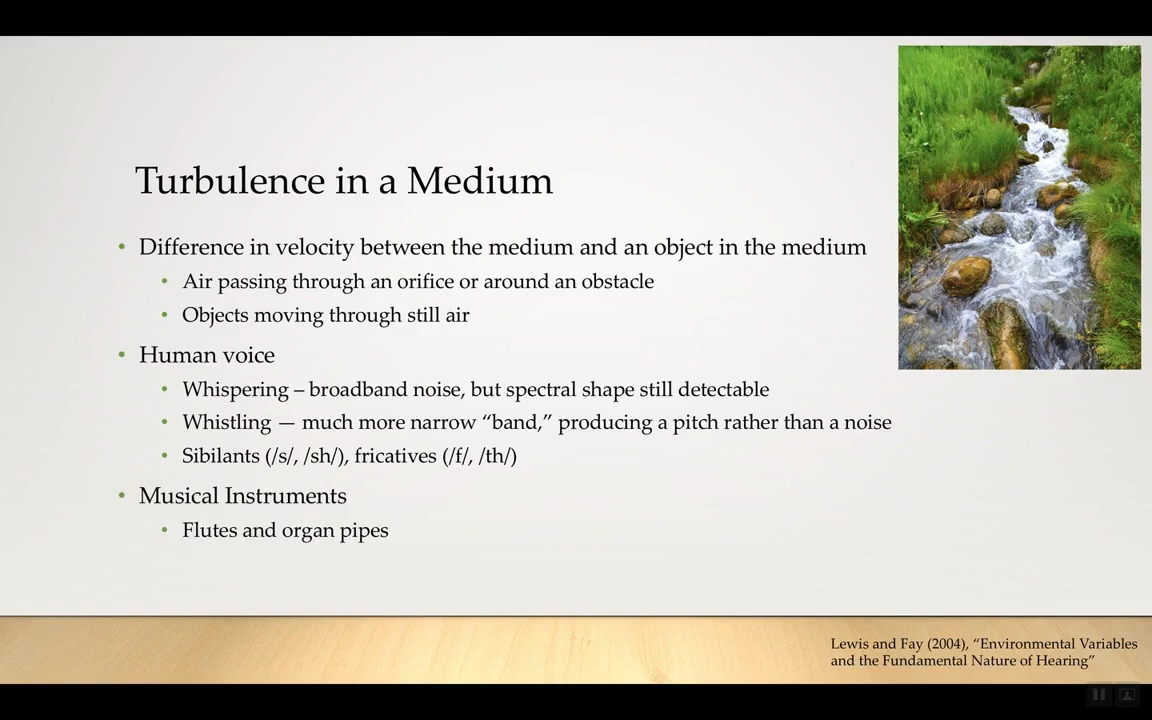 Turbulence in a Medium
• Difference in velocity between the medium and an object in the medium
• Air passing through an orifice or around an obstacle
• Objects moving through still air
• Human voice
• Whispering – broadband noise, but spectral shape still detectable
• Whistling — much more narrow “band,” producing a pitch rather than a noise
• Sibilants (/s/, /sh/), fricatives (/f/, /th/)
• Musical Instruments
• Flutes and organ pipes
Lewis and Fay (2004), “Environmental Variables
and the Fundamental Nature of Hearing”